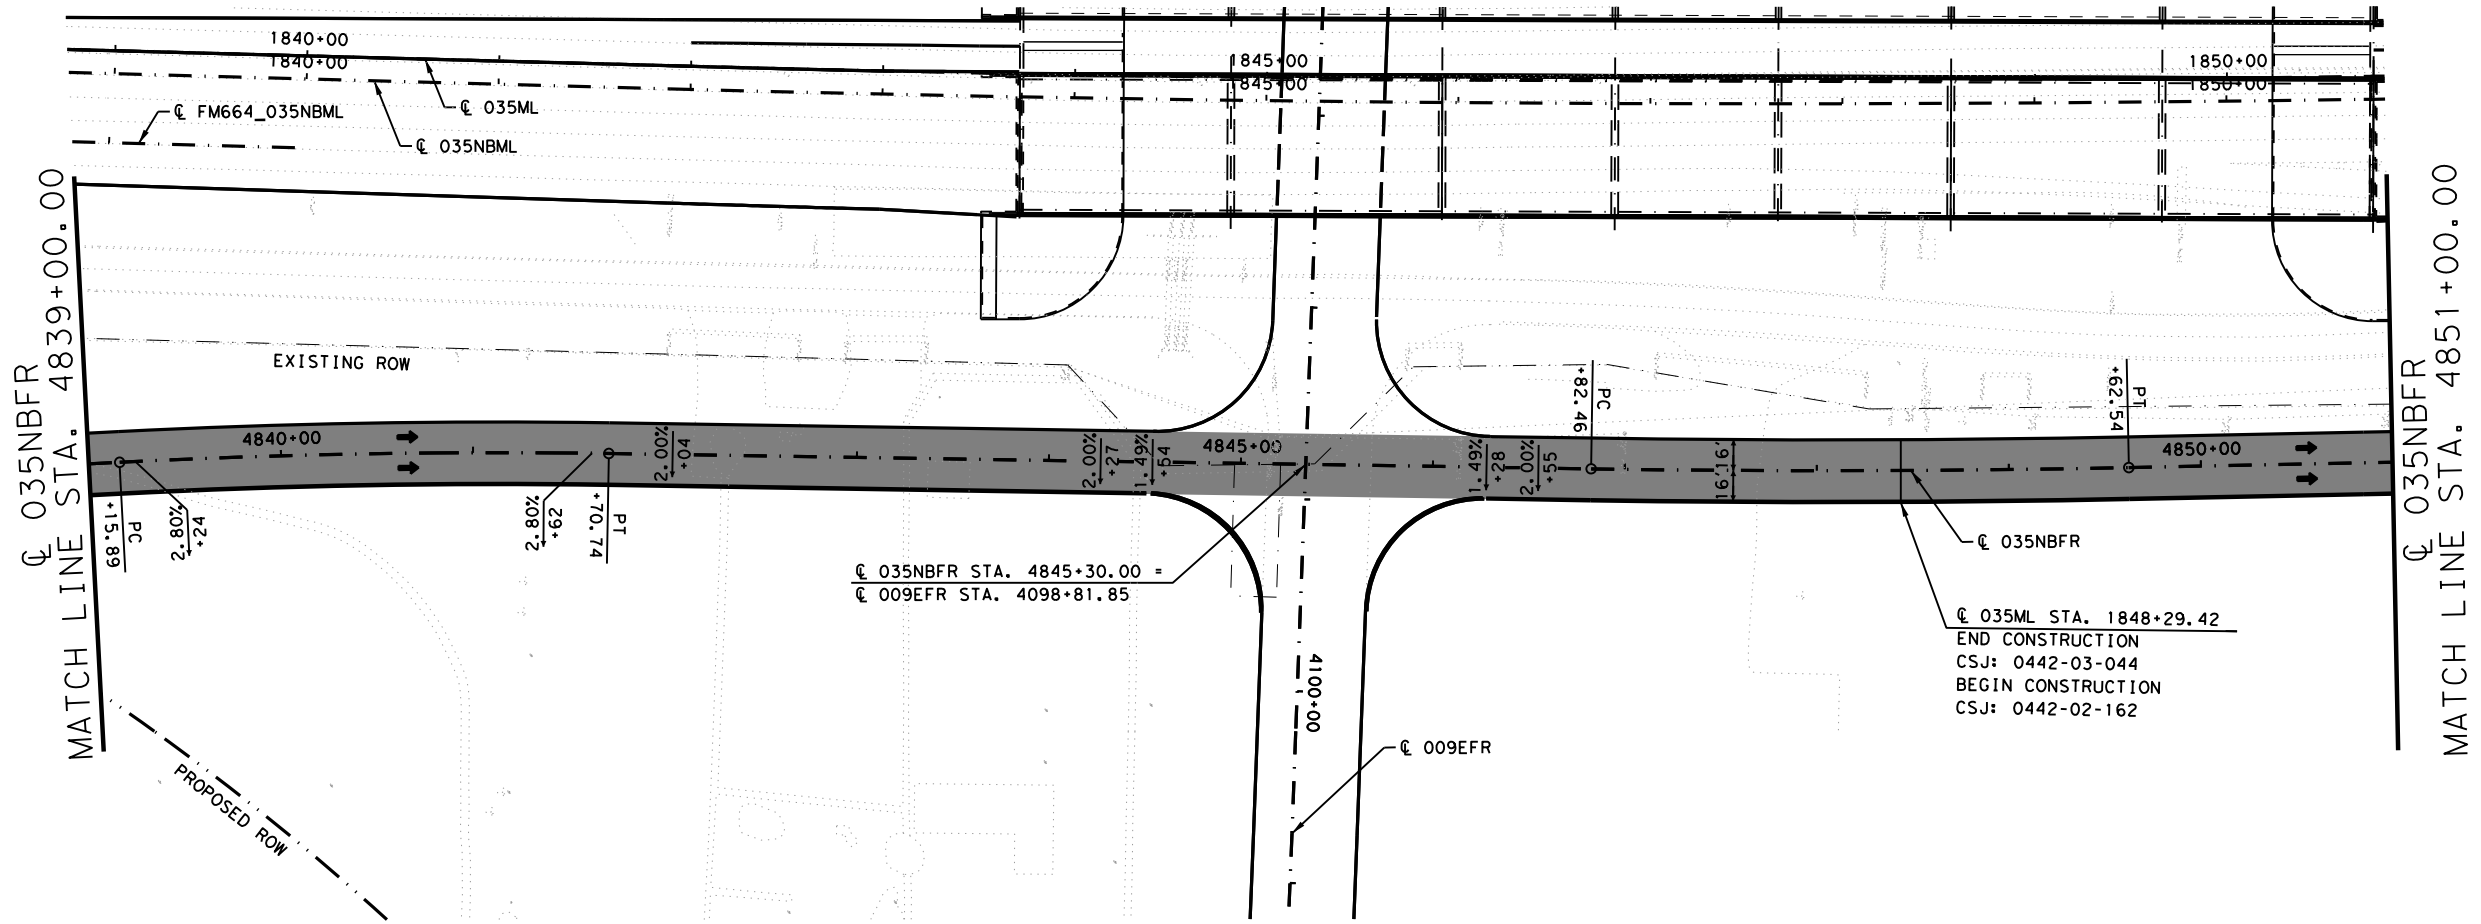 1840+00
1840+00
1845+00
1845+00
1850+00
1850+00
℄ FM664_035NBML
℄ 035ML
℄ 035NBML
℄ 035NBFR
MATCH LINE STA. 4839+00.00
EXISTING ROW
4840+00
PC
+15.89
+24
2.80%
+62
2.80%
PT
+70.74
2.00%
+04
2.00%
+27
1.49%
+54
4845+00
1.49%
+28
2.00%
+55
PC
+82.46
16'
16'
PT
+62.54
4850+00
℄ 035NBFR STA. 4845+30.00 =
℄ 009EFR STA. 4098+81.85
℄ 035NBFR
℄ 035ML STA. 1848+29.42
END CONSTRUCTION
CSJ: 0442-03-044
BEGIN CONSTRUCTION
CSJ: 0442-02-162
4100+00
℄ 009EFR
PROPOSED ROW
℄ 035NBFR
MATCH LINE STA. 4851+00.00